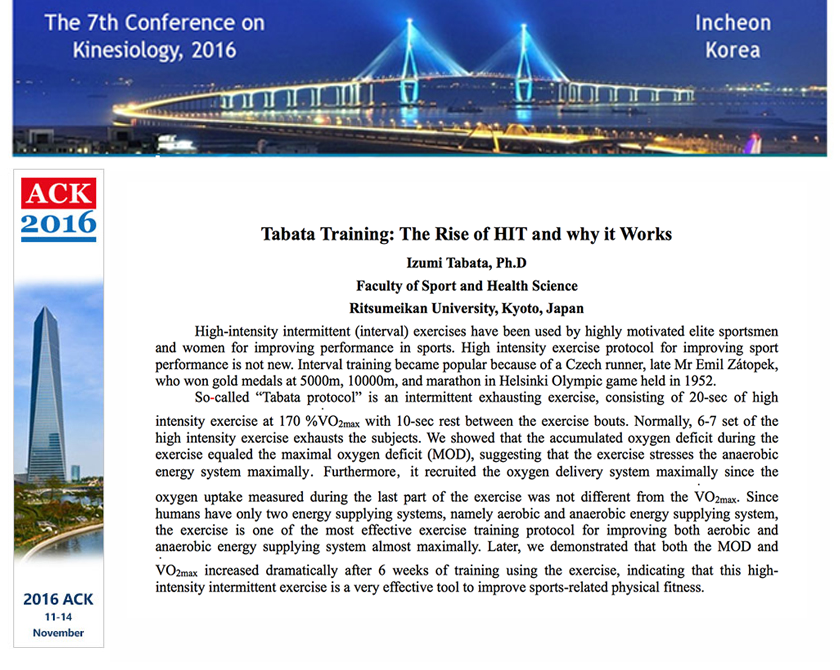 The 7th Conference on
Kinesiology, 2016
Incheon
Korea
ACK
2016
2016 ACK
11-14
November
Tabata Training: The Rise of HIT and why it Works
Izumi Tabata, Ph.D
Faculty of Sport and Health Science
Ritsumeikan University, Kyoto, Japan
High-intensity intermittent (interval) exercises have been used by highly motivated elite sportsmen
and women for improving performance in sports. High intensity exercise protocol for improving sport
performance is not new. Interval training became popular because of a Czech runner, late Mr Emil Zátopek,
who won gold medals at 5000m, 10000m, and marathon in Helsinki Olympic game held in 1952.
So-called “Tabata protocol” is an intermittent exhausting exercise, consisting of 20-sec of high
intensity exercise at 170 %V̇O2max with 10-sec rest between the exercise bouts. Normally, 6-7 set of the
high intensity exercise exhausts the subjects. We showed that the accumulated oxygen deficit during the
exercise equaled the maximal oxygen deficit (MOD), suggesting that the exercise stresses the anaerobic
energy system maximally. Furthermore, it recruited the oxygen delivery system maximally since the
oxygen uptake measured during the last part of the exercise was not different from the V̇O2max. Since
humans have only two energy supplying systems, namely aerobic and anaerobic energy supplying system,
the exercise is one of the most effective exercise training protocol for improving both aerobic and
anaerobic energy supplying system almost maximally. Later, we demonstrated that both the MOD and
V̇O2max increased dramatically after 6 weeks of training using the exercise, indicating that this high-
intensity intermittent exercise is a very effective tool to improve sports-related physical fitness.